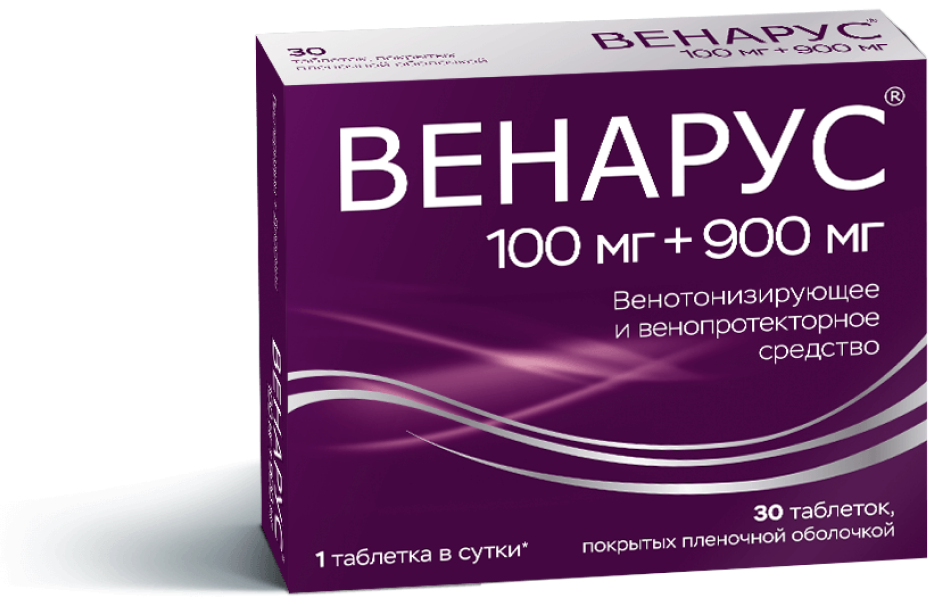 30
таблеток, покрытых
пленочной оболочкой
ВЕНАРУС®
100 мг + 900 мг
ВЕНАРУС®
100 мг + 900 мг
Венотонизирующее
и венопротекторное
средство
30 таблеток,
покрытых пленочной оболочкой
1 таблетка в сутки*
ВЕНАРУС®